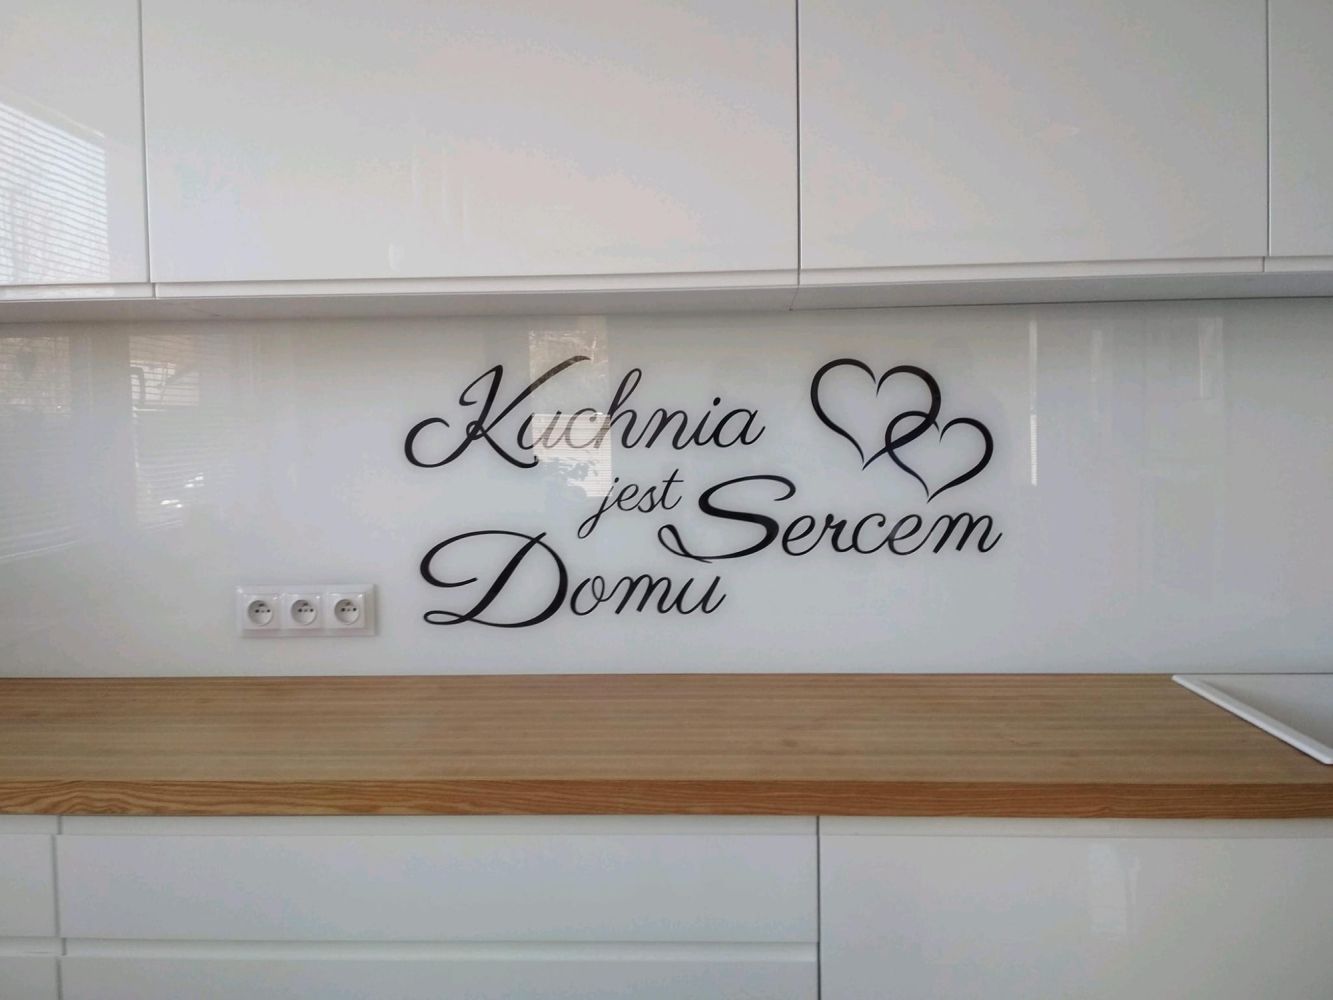 Kuchnia
jest Sercem
Domu